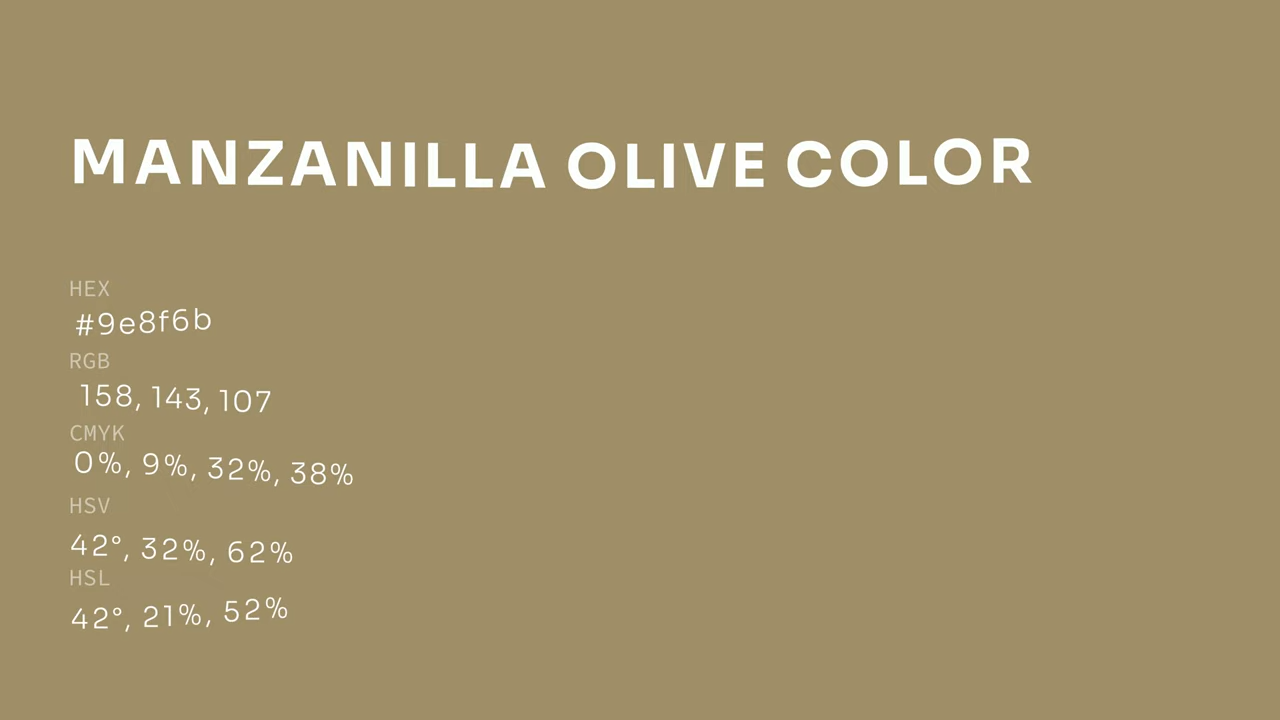 MANZANILLA OLIVE COLOR
HEX
#9e8f6b
RGB
158, 143, 107
CMYK
0%, 9%, 32%, 38%
HSV
42°, 32%, 62%
HSL
42°, 21%, 52%